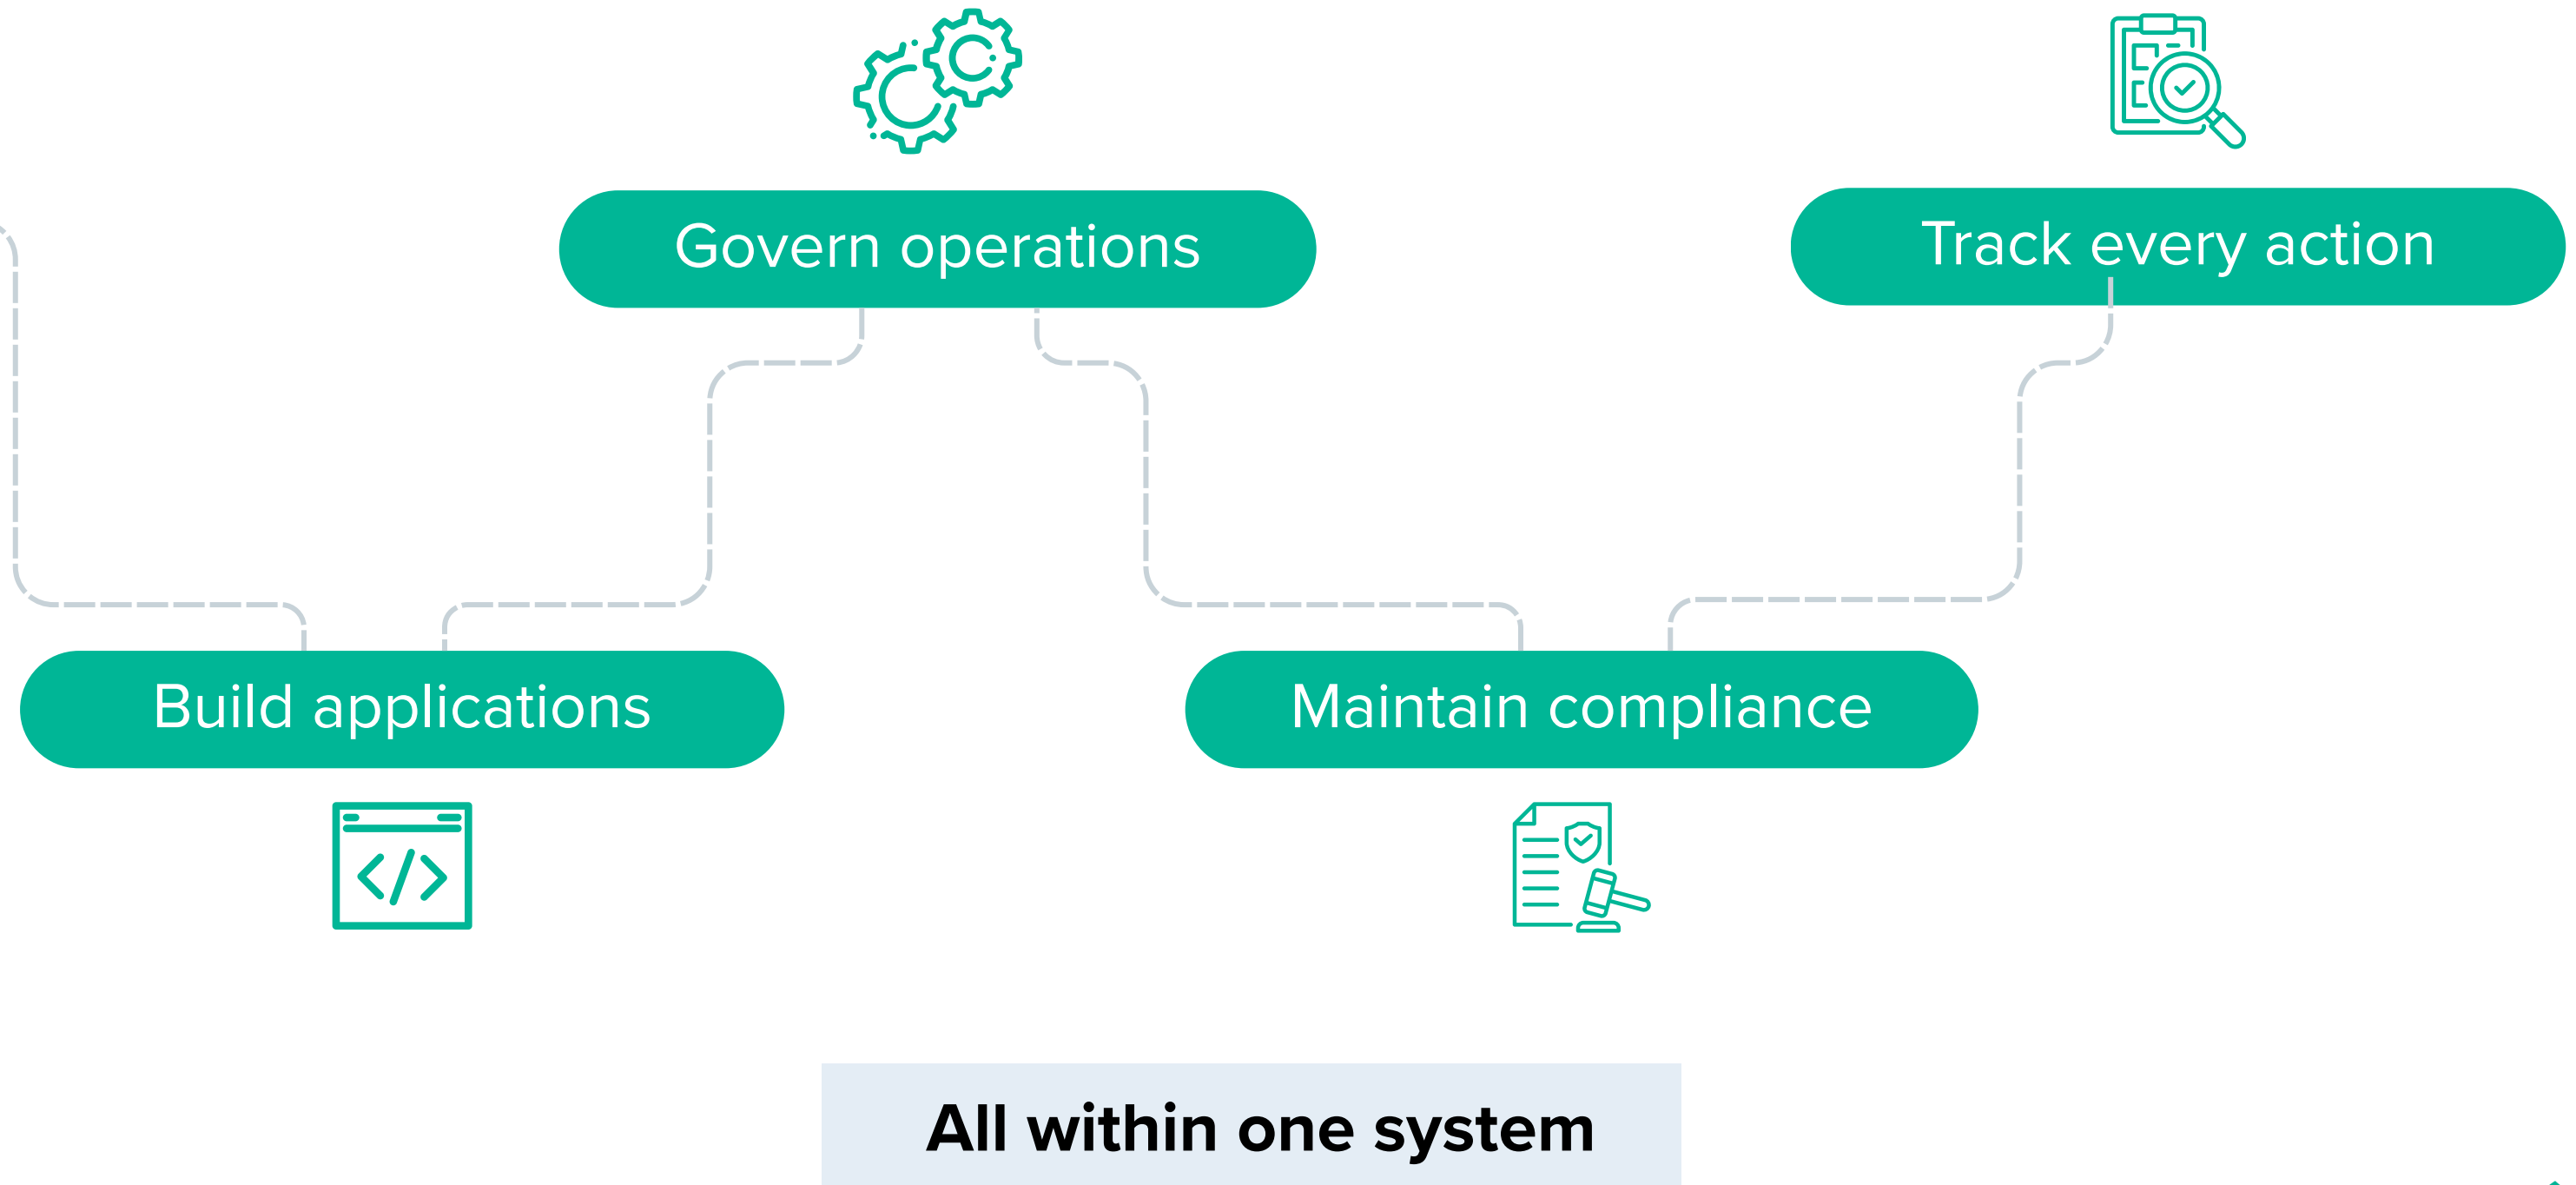 Govern operations
Track every action
Build applications
Maintain compliance
All within one system